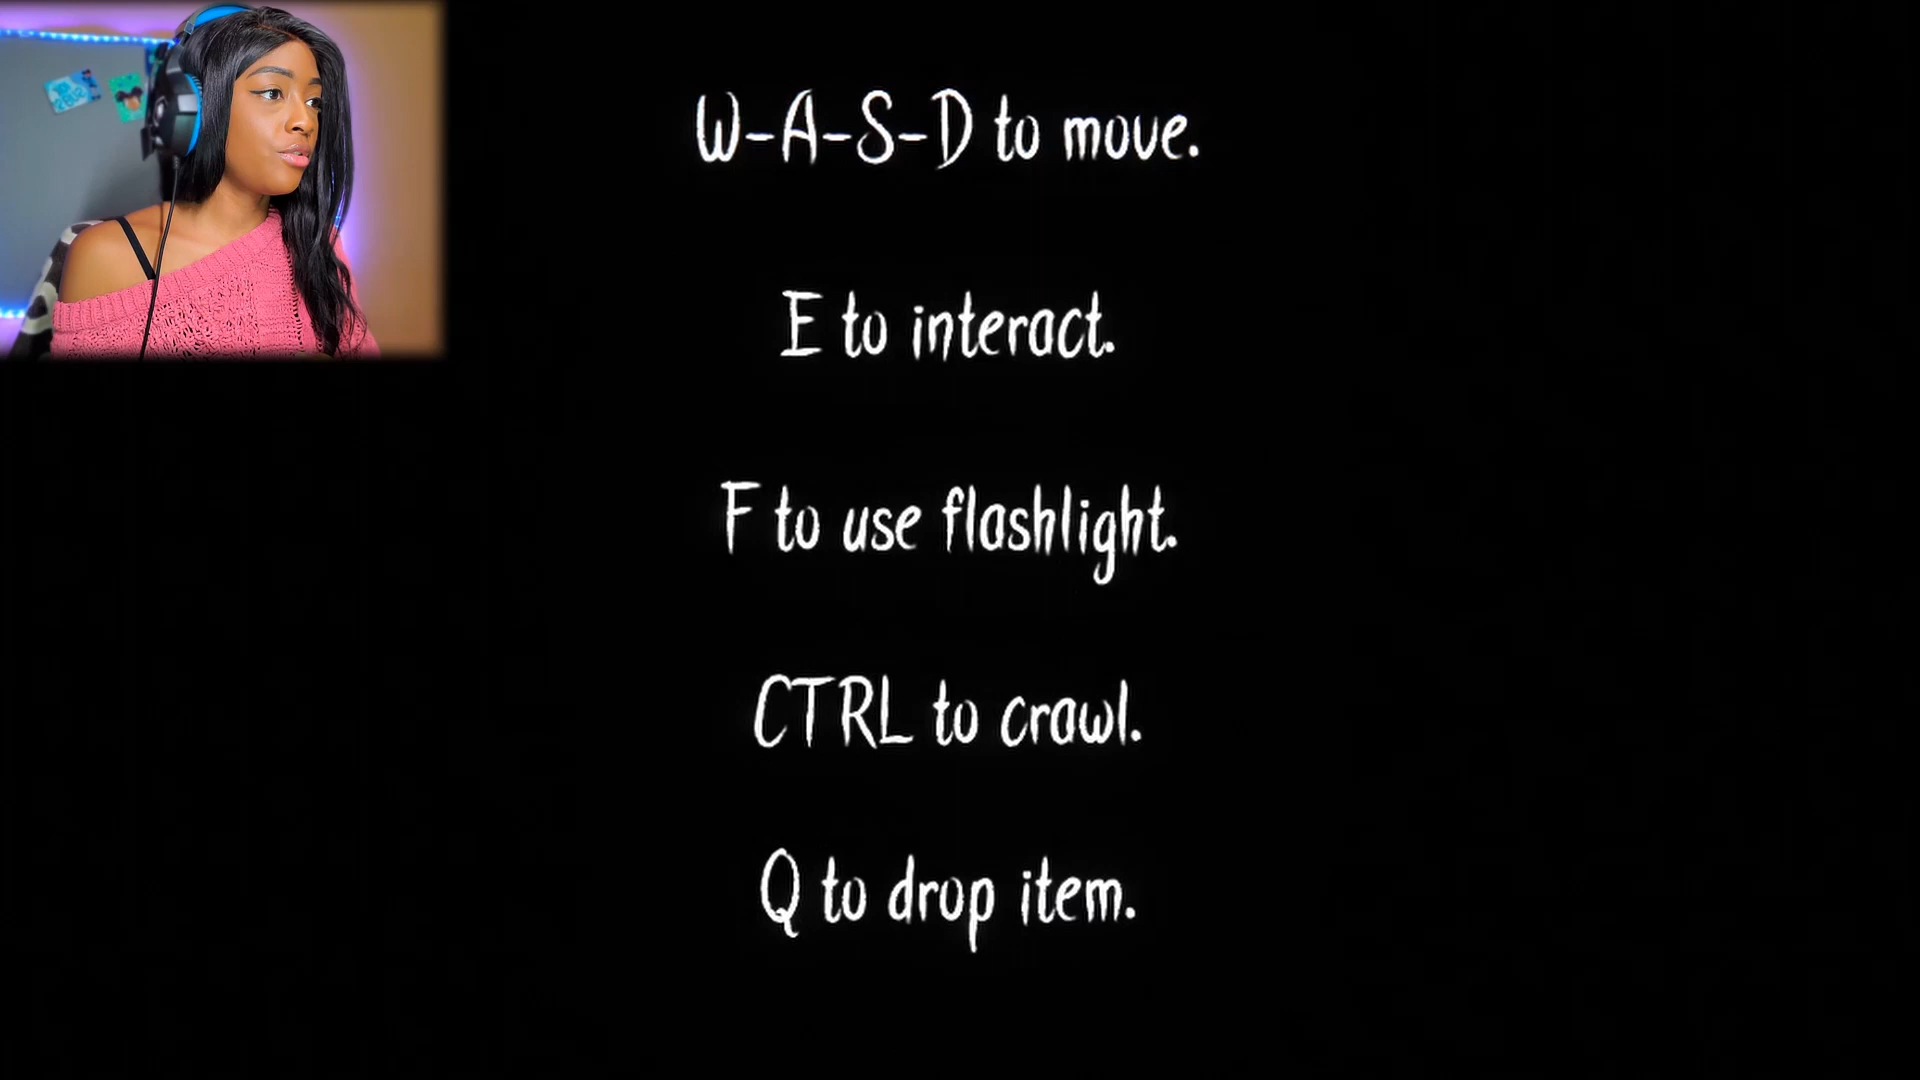 W-A-S-D to move.
E to interact.
F to use flashlight.
CTRL to crawl.
Q to drop item.